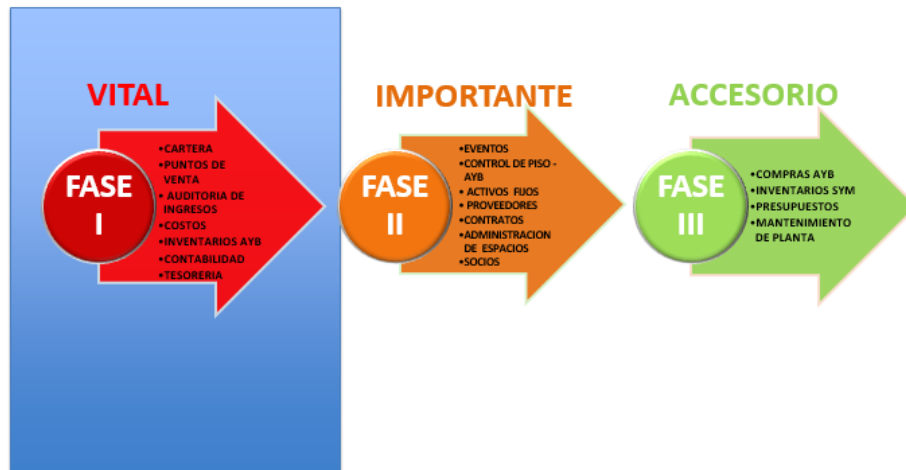 VITAL
FASE
I
•CARTERA
•PUNTOS DE
VENTA
• AUDITORIA DE
INGRESOS
•COSTOS
•INVENTARIOS AYB
•CONTABILIDAD
•TESORERIA
IMPORTANTE
FASE
II
•EVENTOS
•CONTROL DE PISO -
AYB
• ACTIVOS FIJOS
• PROVEEDORES
•CONTRATOS
•ADMINISTRACION
DE ESPACIOS
•SOCIOS
ACCESORIO
FASE
III
•COMPRAS AYB
•INVENTARIOS SYM
•PRESUPUESTOS
•MANTENIMIENTO
DE PLANTA